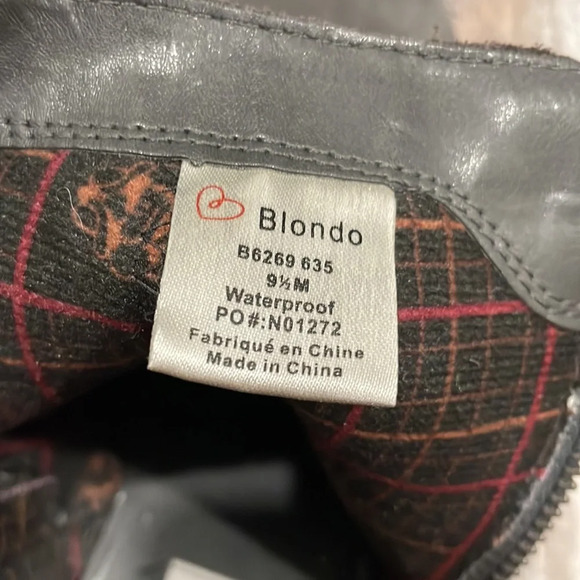 Blondo
B6269 635
9½M
Waterproof
PO#:N01272
Fabriqué en Chine
Made in China